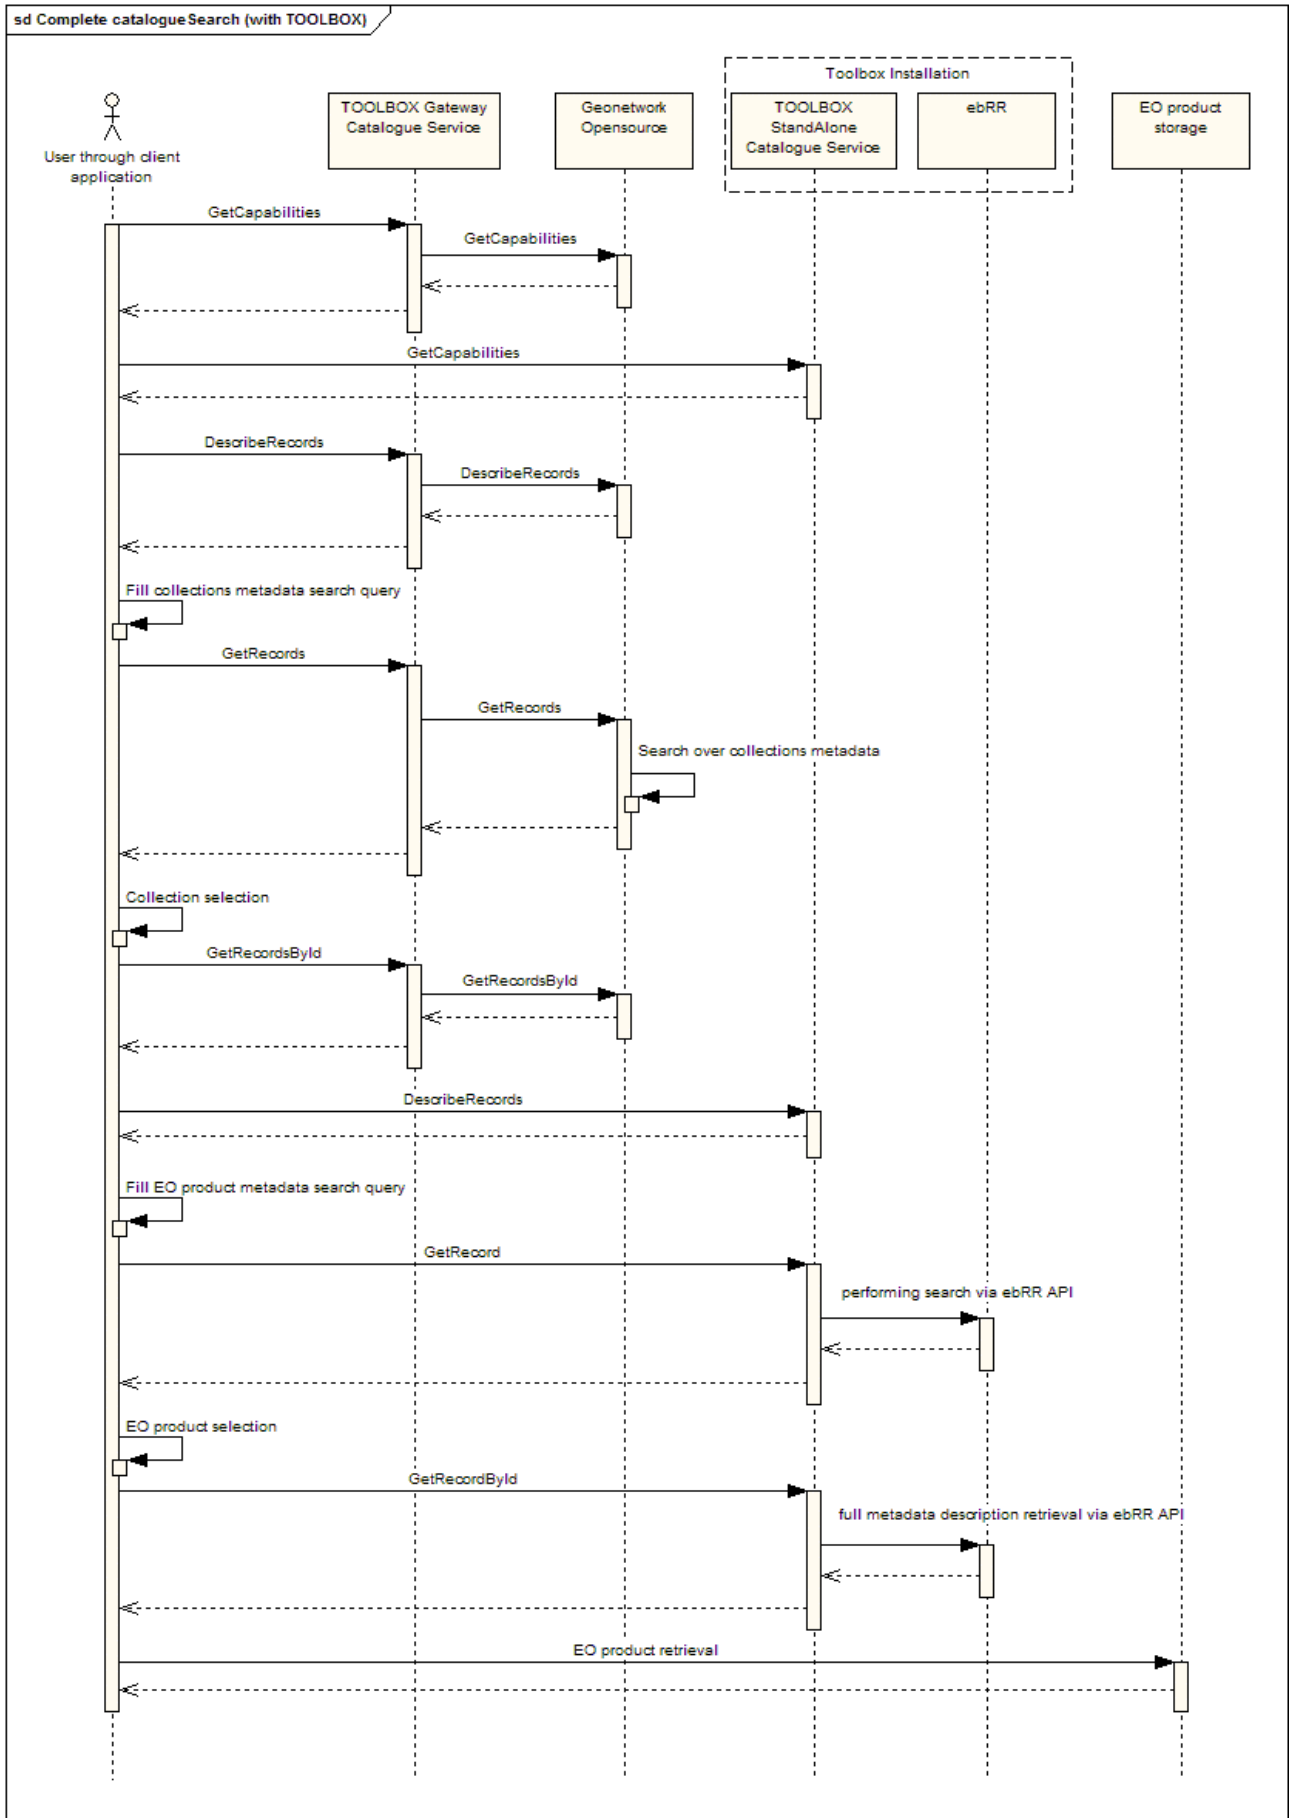 sd Complete catalogueSearch (with TOOLBOX)
Toolbox Installation
User through client
application
TOOLBOX Gateway
Catalogue Service
Geonetwork
Opensource
TOOLBOX
StandAlone
Catalogue Service
ebRR
EO product
storage
GetCapabilities
GetCapabilities
GetCapabilities
DescribeRecords
DescribeRecords
Fill collections metadata search query
GetRecords
GetRecords
Search over collections metadata
Collection selection
GetRecordsById
GetRecordsById
DescribeRecords
Fill EO product metadata search query
GetRecord
performing search via ebRR API
EO product selection
GetRecordById
full metadata description retrieval via ebRR API
EO product retrieval